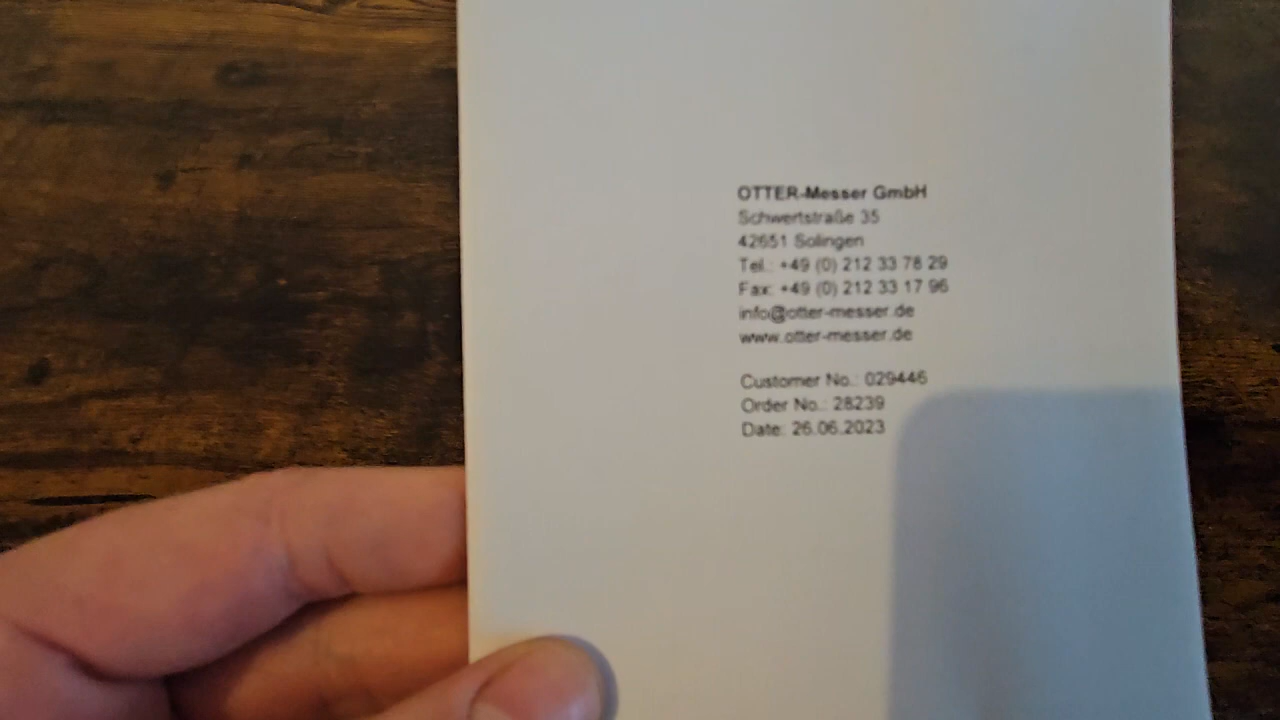 OTTER-Messer GmbH
Schwertstraße 35
42651 Solingen
Tel.: +49 (0) 212 33 78 29
Fax: +49 (0) 212 33 17 96
info@otter-messer.de
www.otter-messer.de
Customer No.: 029446
Order No.: 28239
Date: 26.06.2023